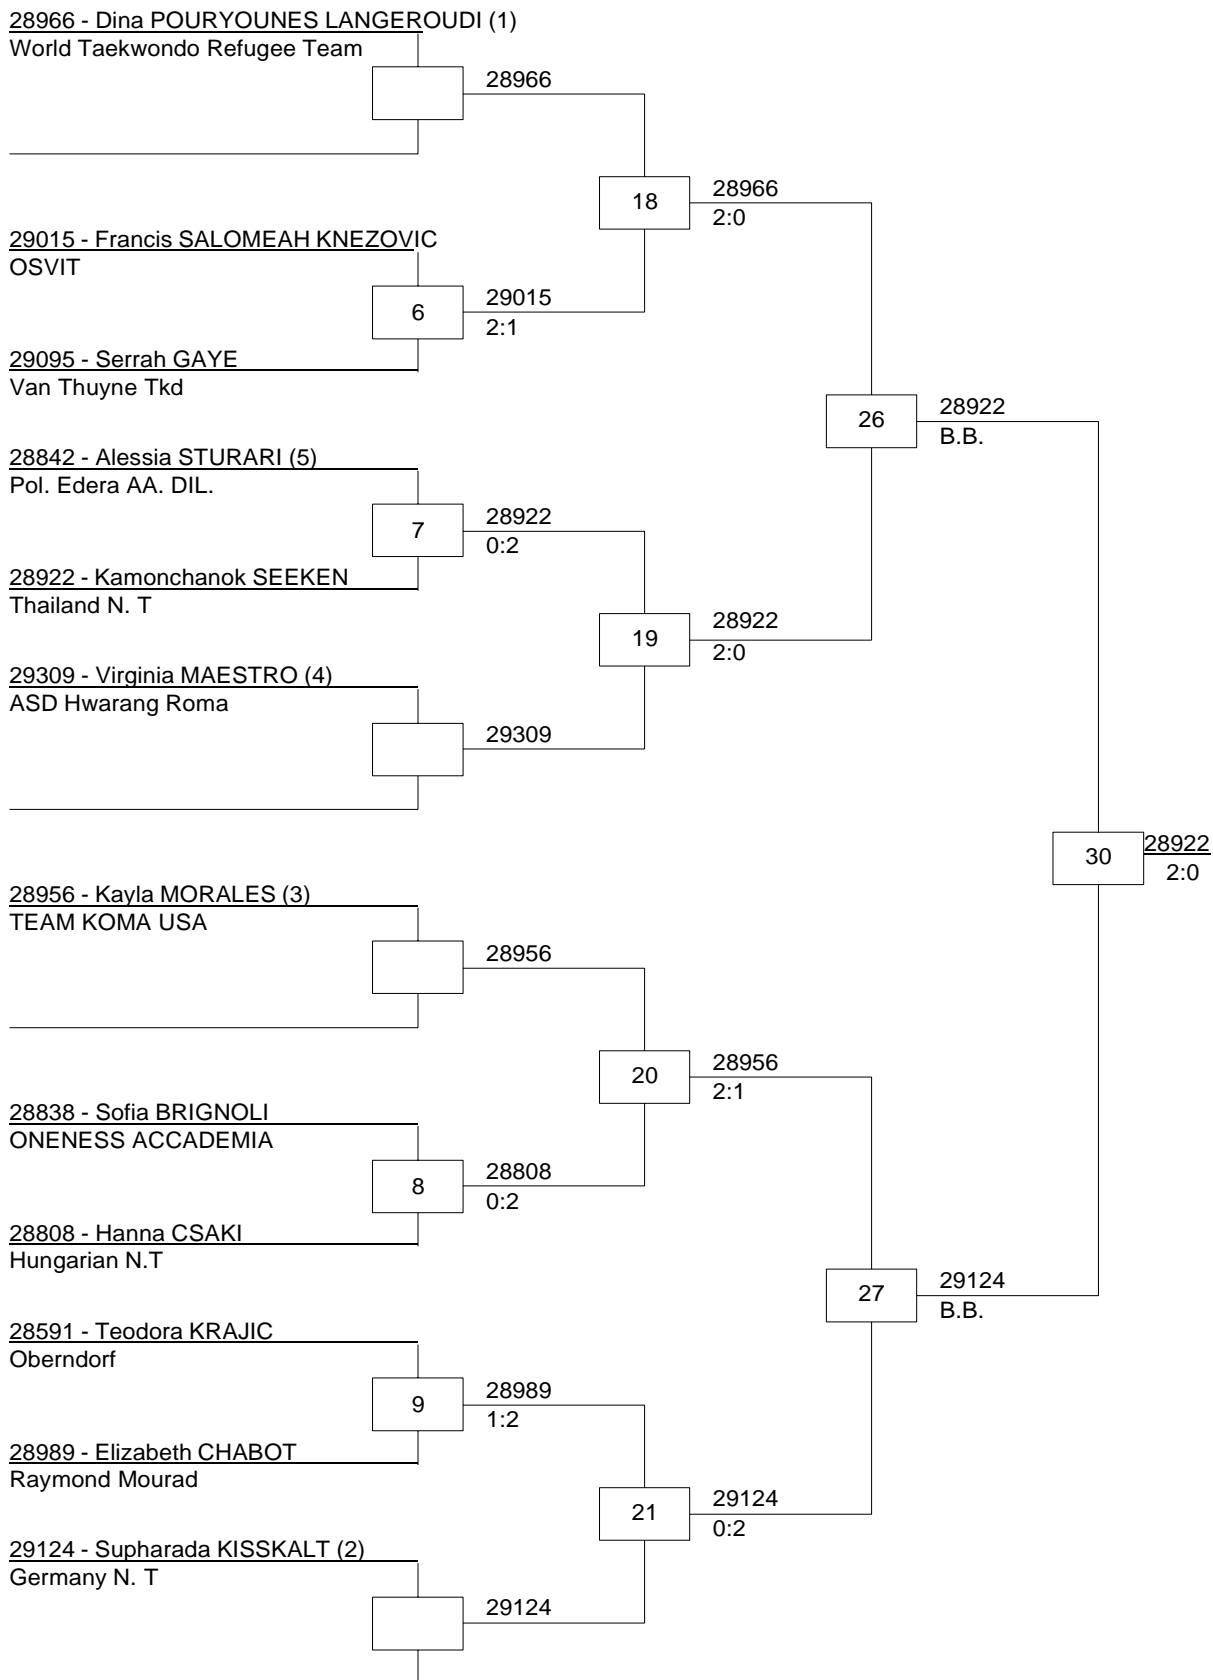 28966 - Dina POURYOUNES LANGEROUDI (1)
World Taekwondo Refugee Team
28966
18
28966
2:0
29015 - Francis SALOMEAH KNEZOVIC
OSVIT
6
29015
2:1
29095 - Serrah GAYE
Van Thuyne Tkd
26
28922
B.B.
28842 - Alessia STURARI (5)
Pol. Edera AA. DIL.
7
28922
0:2
28922 - Kamonchanok SEEKEN
Thailand N. T
19
28922
2:0
29309 - Virginia MAESTRO (4)
ASD Hwarang Roma
29309
30
28922
2:0
28956 - Kayla MORALES (3)
TEAM KOMA USA
28956
20
28956
2:1
28838 - Sofia BRIGNOLI
ONENESS ACCADEMIA
8
28808
0:2
28808 - Hanna CSAKI
Hungarian N.T
27
29124
B.B.
28591 - Teodora KRAJIC
Oberndorf
9
28989
1:2
28989 - Elizabeth CHABOT
Raymond Mourad
21
29124
0:2
29124 - Supharada KISSKALT (2)
Germany N. T
29124